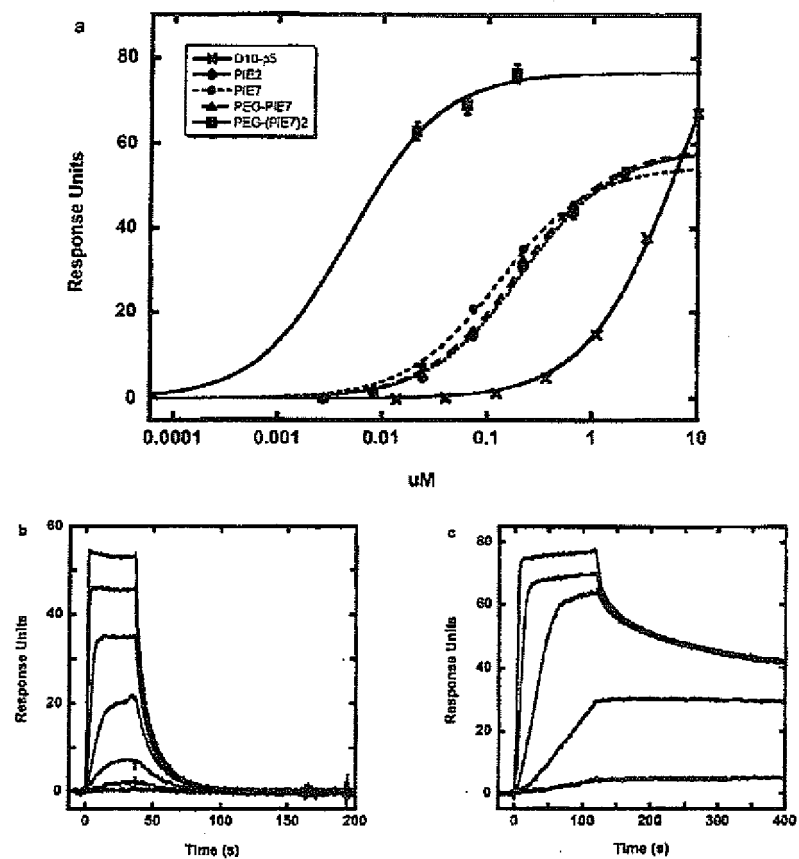 a
D10-p5
PIE2
PIE7
PEG-PIE7
PEG-(PIE7)2
80
60
40
20
0
Response Units
0.0001 0.001 0.01 0.1 1 10
uM
b
60
40
20
0
Response Units
0 50 100 150 200
Time (s)
c
80
60
40
20
0
Response Units
0 100 200 300 400
Time (s)